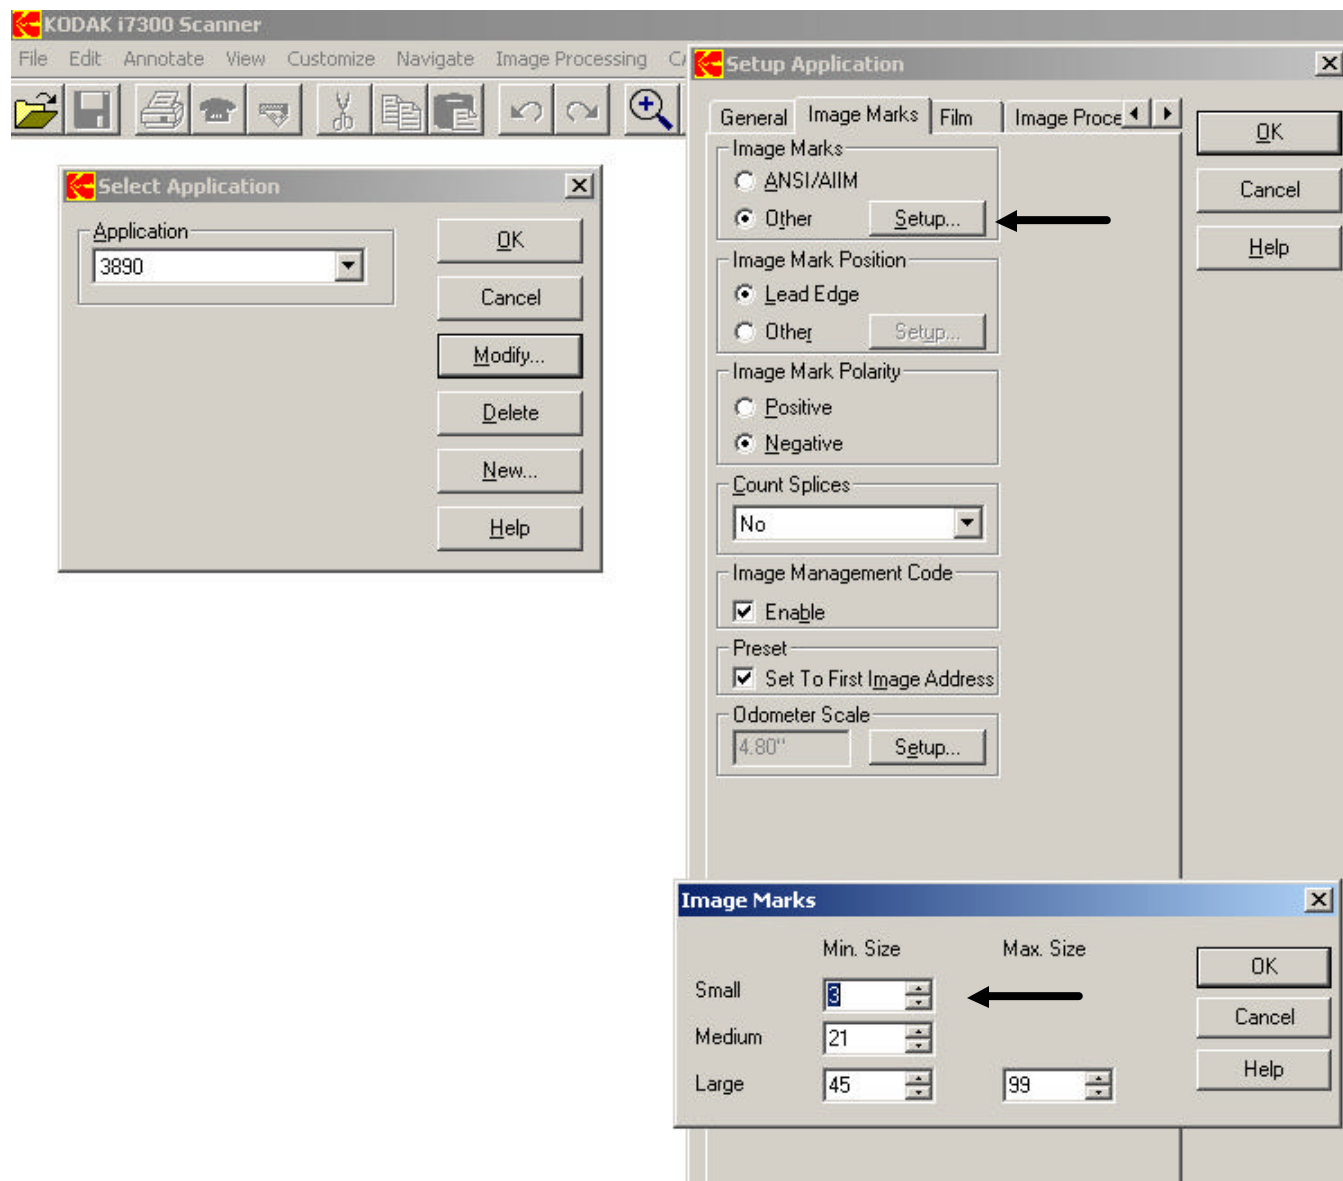 KODAK i7300 Scanner
File Edit Annotate View Customize Navigate Image Processing
Select Application
Application
3890
OK
Cancel
Modify...
Delete
New...
Help
Setup Application
General Image Marks Film Image Proce
OK
Cancel
Help
Image Marks
ANSI/AIIM
Other Setup...
Image Mark Position
Lead Edge
Other Setup...
Image Mark Polarity
Positive
Negative
Count Splices
No
Image Management Code
Enable
Preset
Set To First Image Address
Odometer Scale
4.80" Setup...
Image Marks
Min. Size Max. Size
Small 3
Medium 21
Large 45 99
OK
Cancel
Help